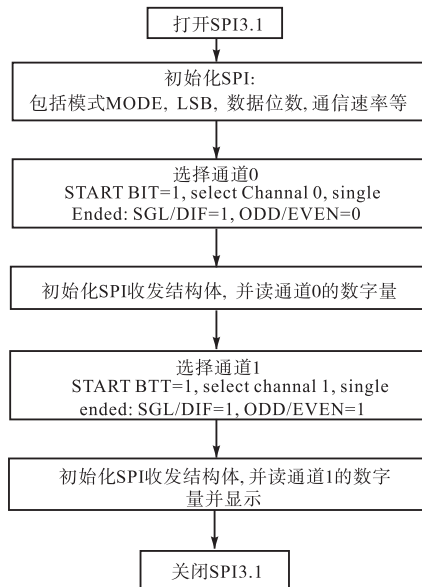 打开SPI3.1
初始化SPI:
包括模式MODE, LSB, 数据位数, 通信速率等
选择通道0
START BIT=1, select Channal 0, single
Ended: SGL/DIF=1, ODD/EVEN=0
初始化SPI收发结构体, 并读通道0的数字量
选择通道1
START BTT=1, select channel 1, single
ended: SGL/DIF=1, ODD/EVEN=1
初始化SPI收发结构体, 并读通道1的数字
量并显示
关闭SPI3.1